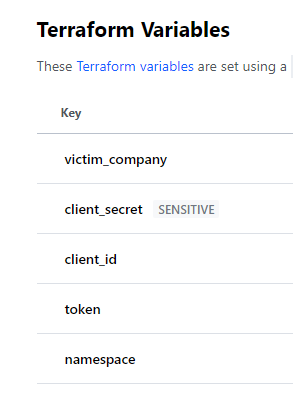 Terraform Variables
These Terraform variables are set using a
Key
victim_company
client_secret SENSITIVE
client_id
token
namespace